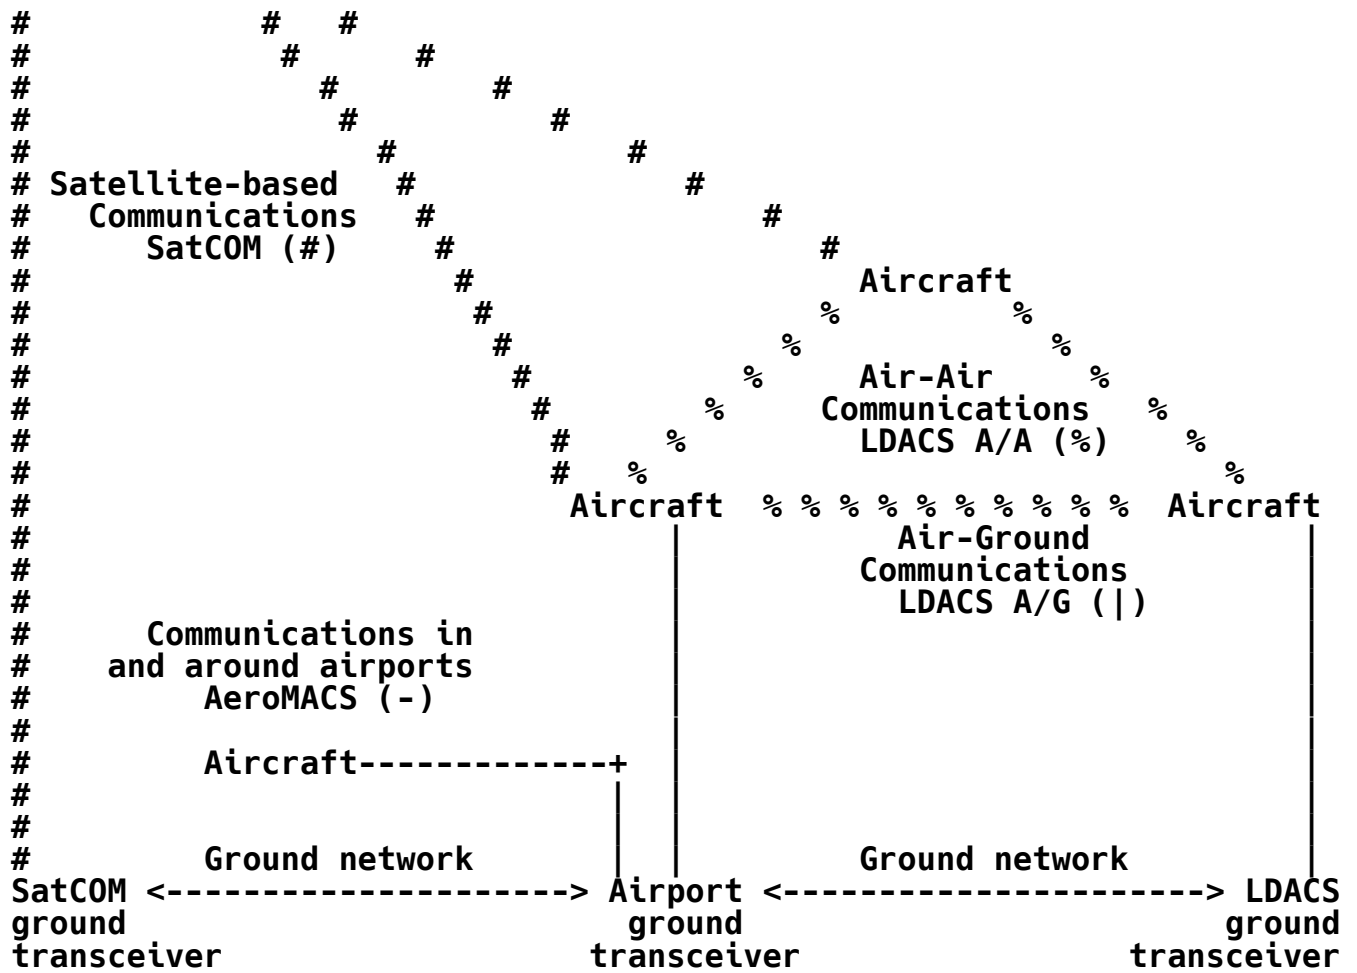 #            #   #
#             #      #
#               #        #
#                #          #
#                  #            #
# Satellite-based   #              #
#   Communications   #                 #
#      SatCOM (#)     #                   #
#                      #                    Aircraft
#                       #                 %         %
#                        #              %             %
#                         #           %     Air-Air     %
#                          #        %     Communications   %
#                           #     %         LDACS A/A (%)    %
#                           #   %                              %
#                            Aircraft  % % % % % % % % % %  Aircraft
#                                 |           Air-Ground           |
#                                 |         Communications         |
#                                 |           LDACS A/G (|)        |
#      Communications in          |                                |
#    and around airports          |                                |
#         AeroMACS (-)            |                                |
#                                 |                                |
#         Aircraft-------------+  |                                |
#                              |  |                                |
#                              |  |                                |
#         Ground network       |  |         Ground network         |
SatCOM <---------------------> Airport <----------------------> LDACS
ground                          ground                         ground
transceiver                   transceiver                 transceiver